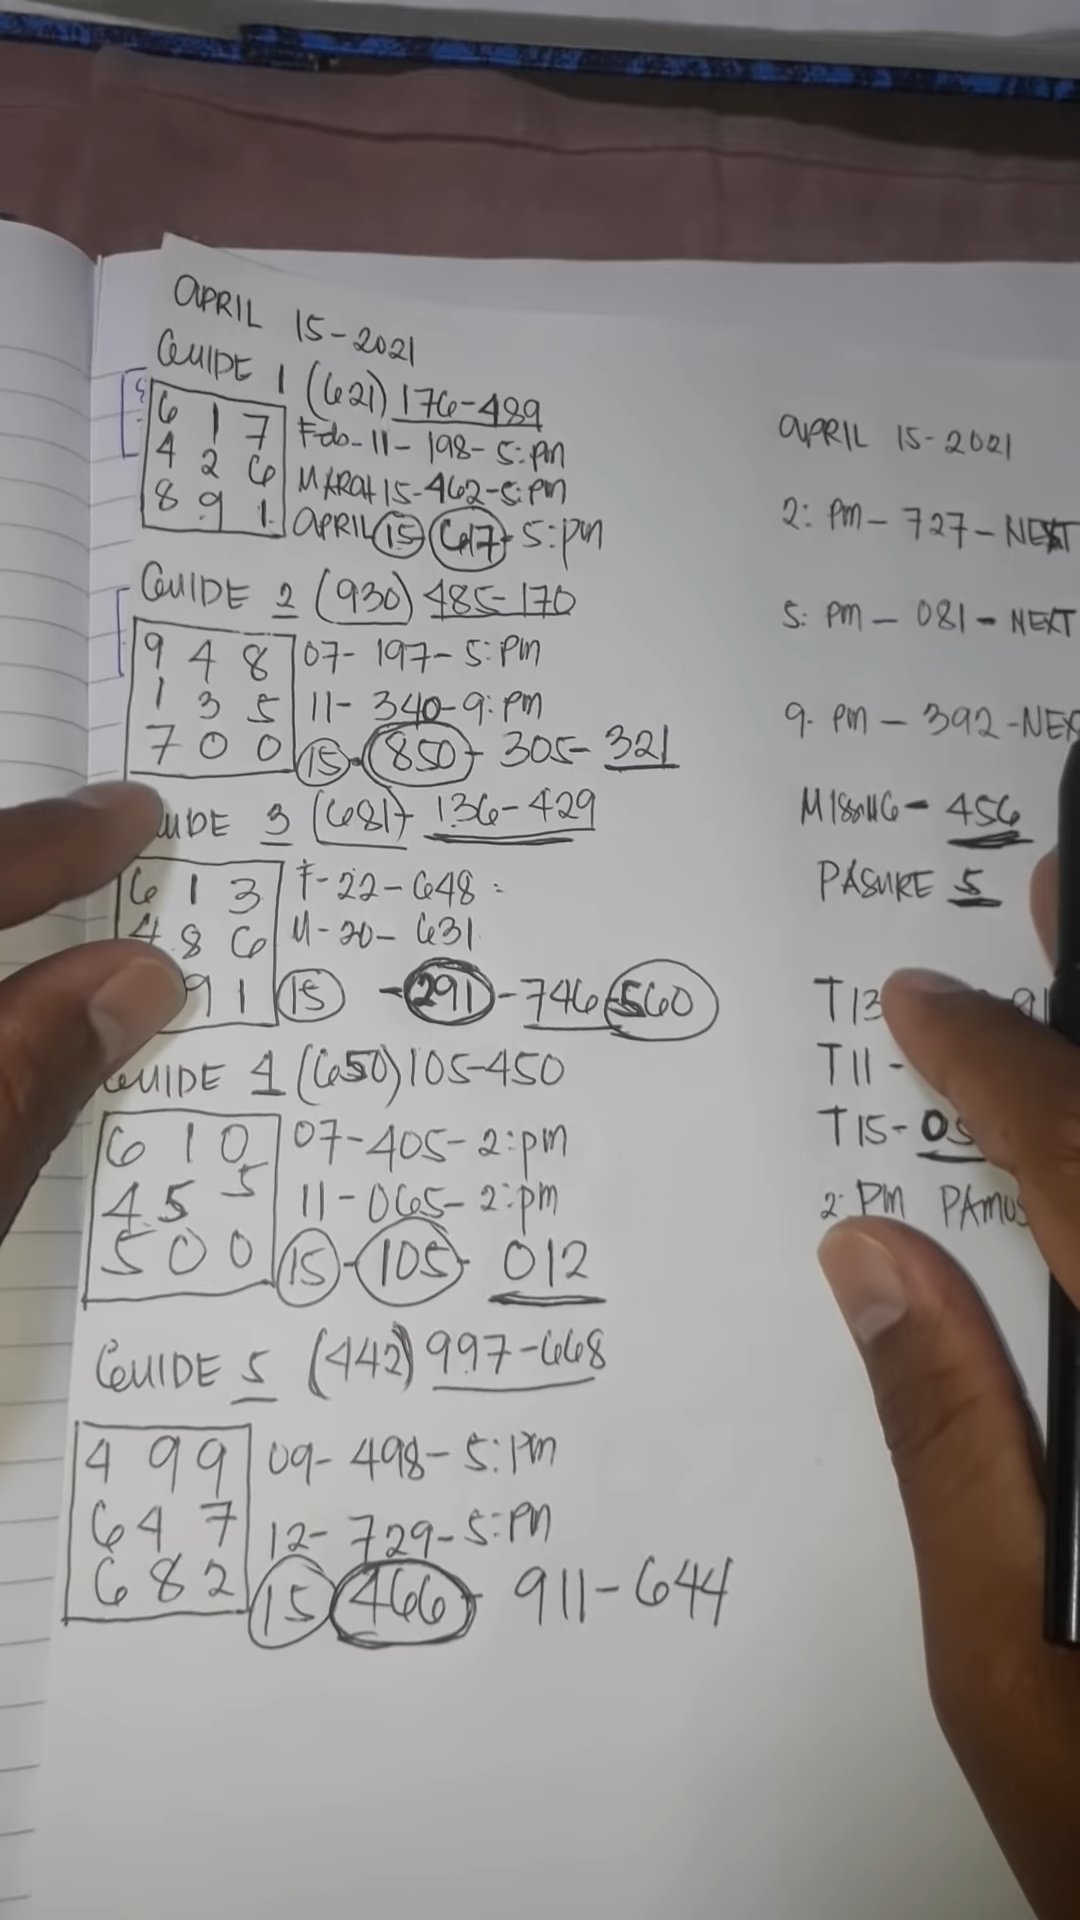 APRIL 15-2021
GUIDE 1 (621) 176-489
6 1 7
4 2 6
8 9 1
Feb-11-198-5:pm
MARCH 15-462-5:pm
APRIL 15 617-5:pm
GUIDE 2 (930) 485-170
9 4 8
1 3 5
7 0 0
07-197-5:pm
11-340-9:pm
15-850-305-321
GUIDE 3 (681)-136-429
6 1 3
4 8 6
9 1
F-22-648
M-20-631
15-291-746-560
GUIDE 4 (650) 105-450
6 1 0
4 5 5
5 0 0
07-405-2:pm
11-065-2:pm
15-105-012
GUIDE 5 (442) 997-668
4 9 9
6 4 7
6 8 2
09-498-5:pm
12-729-5:pm
15 466-911-644
APRIL 15-2021
2:pm-727-NEXT
5:pm-081-NEXT
9.pm-392-NEX
MISSING-456
PASURE 5
T13
T11-
T15-05
2:PM PAMUS